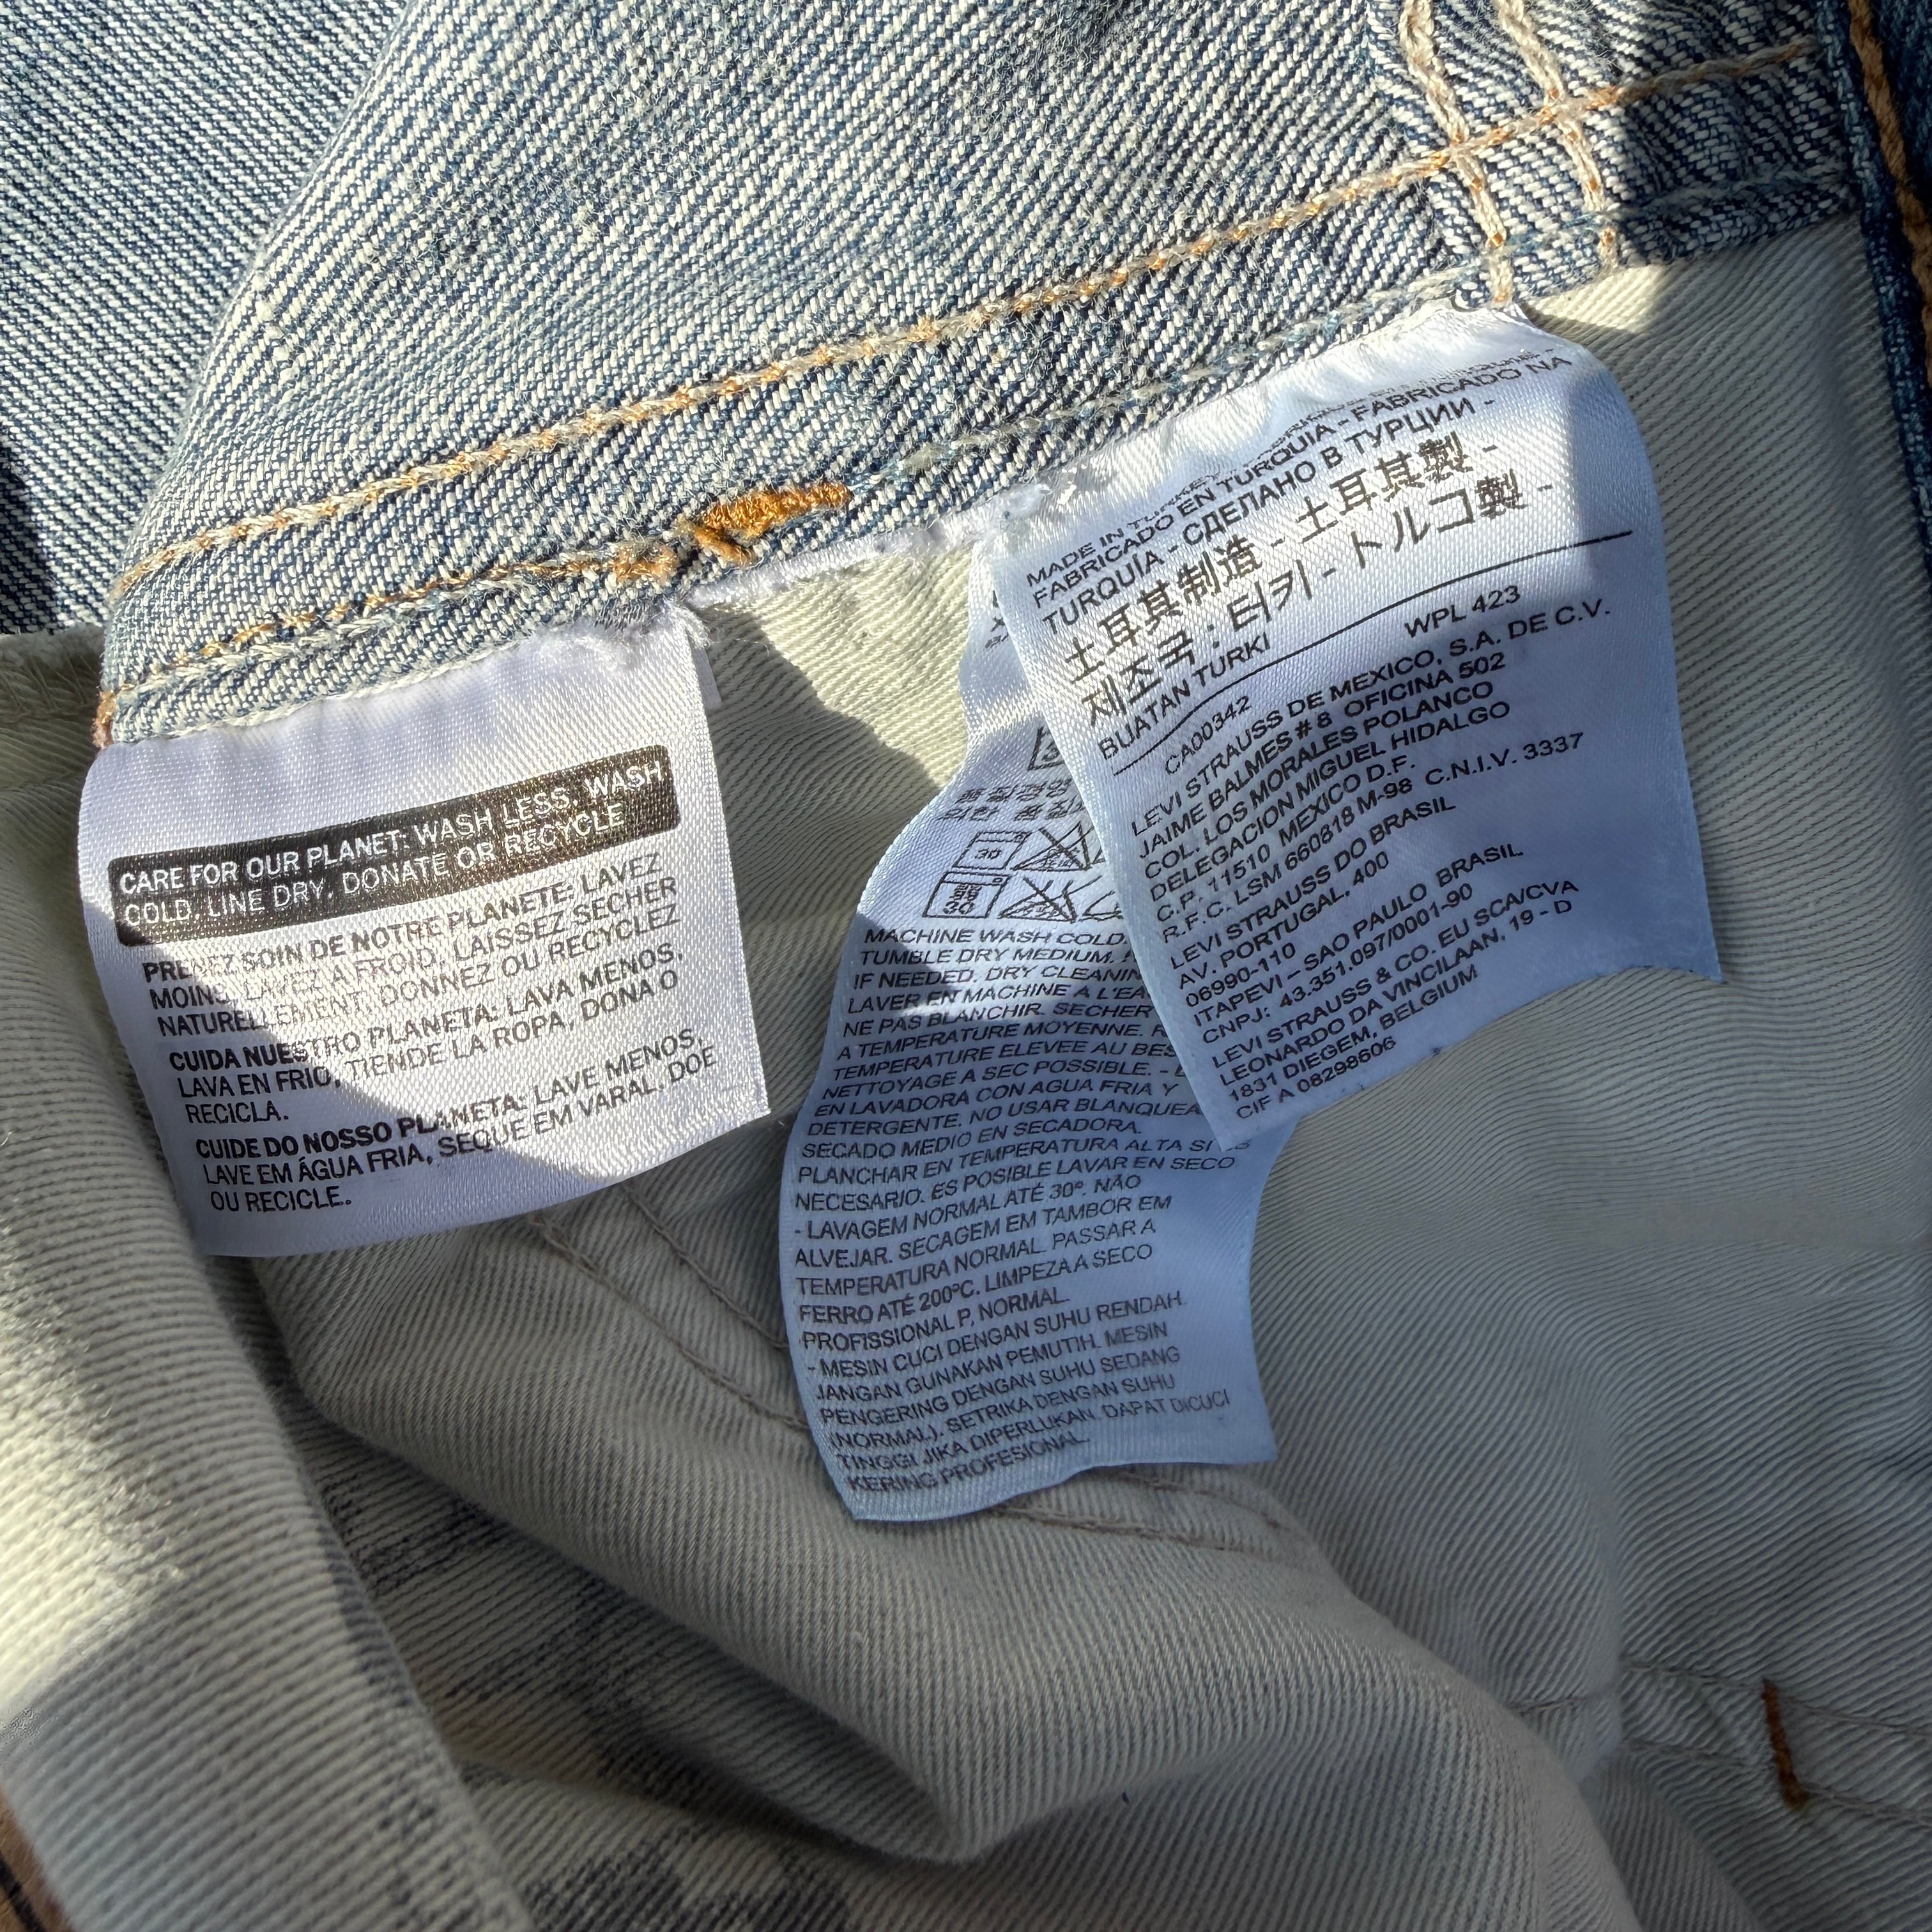 CARE FOR OUR PLANET: WASH LESS, WASH
COLD, LINE DRY, DONATE OR RECYCLE
PRENEZ SOIN DE NOTRE PLANETE: LAVEZ
MOINS, LAVEZ A FROID, LAISSEZ SECHER
NATURELLEMENT, DONNEZ OU RECYCLEZ
CUIDA NUESTRO PLANETA: LAVA MENOS,
LAVA EN FRIO, TIENDE LA ROPA, DONA O
RECICLA.
CUIDE DO NOSSO PLANETA: LAVE MENOS,
LAVE EM ÁGUA FRIA, SEQUE EM VARAL, DOE
OU RECICLE.
30
30
MACHINE WASH COLD.
TUMBLE DRY MEDIUM.
IF NEEDED. DRY CLEANIN
LAVER EN MACHINE A L'EA
NE PAS BLANCHIR. SECHER
A TEMPERATURE MOYENNE.
TEMPERATURE ELEVEE AU BES
NETTOYAGE A SEC POSSIBLE. -
EN LAVADORA CON AGUA FRIA Y
DETERGENTE. NO USAR BLANQUEA
SECADO MEDIO EN SECADORA.
PLANCHAR EN TEMPERATURA ALTA SI ES
NECESARIO. ES POSIBLE LAVAR EN SECO
- LAVAGEM NORMAL ATÉ 30º. NÃO
ALVEJAR. SECAGEM EM TAMBOR EM
TEMPERATURA NORMAL. PASSAR A
FERRO ATÉ 200ºC. LIMPEZA A SECO
PROFISSIONAL P, NORMAL.
- MESIN CUCI DENGAN SUHU RENDAH.
JANGAN GUNAKAN PEMUTIH. MESIN
PENGERING DENGAN SUHU SEDANG
(NORMAL). SETRIKA DENGAN SUHU
TINGGI JIKA DIPERLUKAN. DAPAT DICUCI
KERING PROFESIONAL.
MADE IN TURKEY
FABRICADO EN TURQUIA - FABRICADO NA
TURQUÍA - СДЕЛАНО В ТУРЦИИ -
土耳其制造 - 土耳其製 -
제조국 : 터키 - トルコ製 -
BUATAN TURKI
CA00342 WPL 423
LEVI STRAUSS DE MEXICO, S.A. DE C.V.
JAIME BALMES # 8 OFICINA 502
COL. LOS MORALES POLANCO
DELEGACION MIGUEL HIDALGO
C.P. 11510 MEXICO D.F.
R.F.C. LSM 660818 M-98 C.N.I.V. 3337
LEVI STRAUSS DO BRASIL
AV. PORTUGAL, 400
06990-110
ITAPEVI – SAO PAULO BRASIL
CNPJ: 43.351.097/0001-90
LEVI STRAUSS & CO. EU SCA/CVA
LEONARDO DA VINCILAAN, 19 - D
1831 DIEGEM, BELGIUM
CIF A 08298606